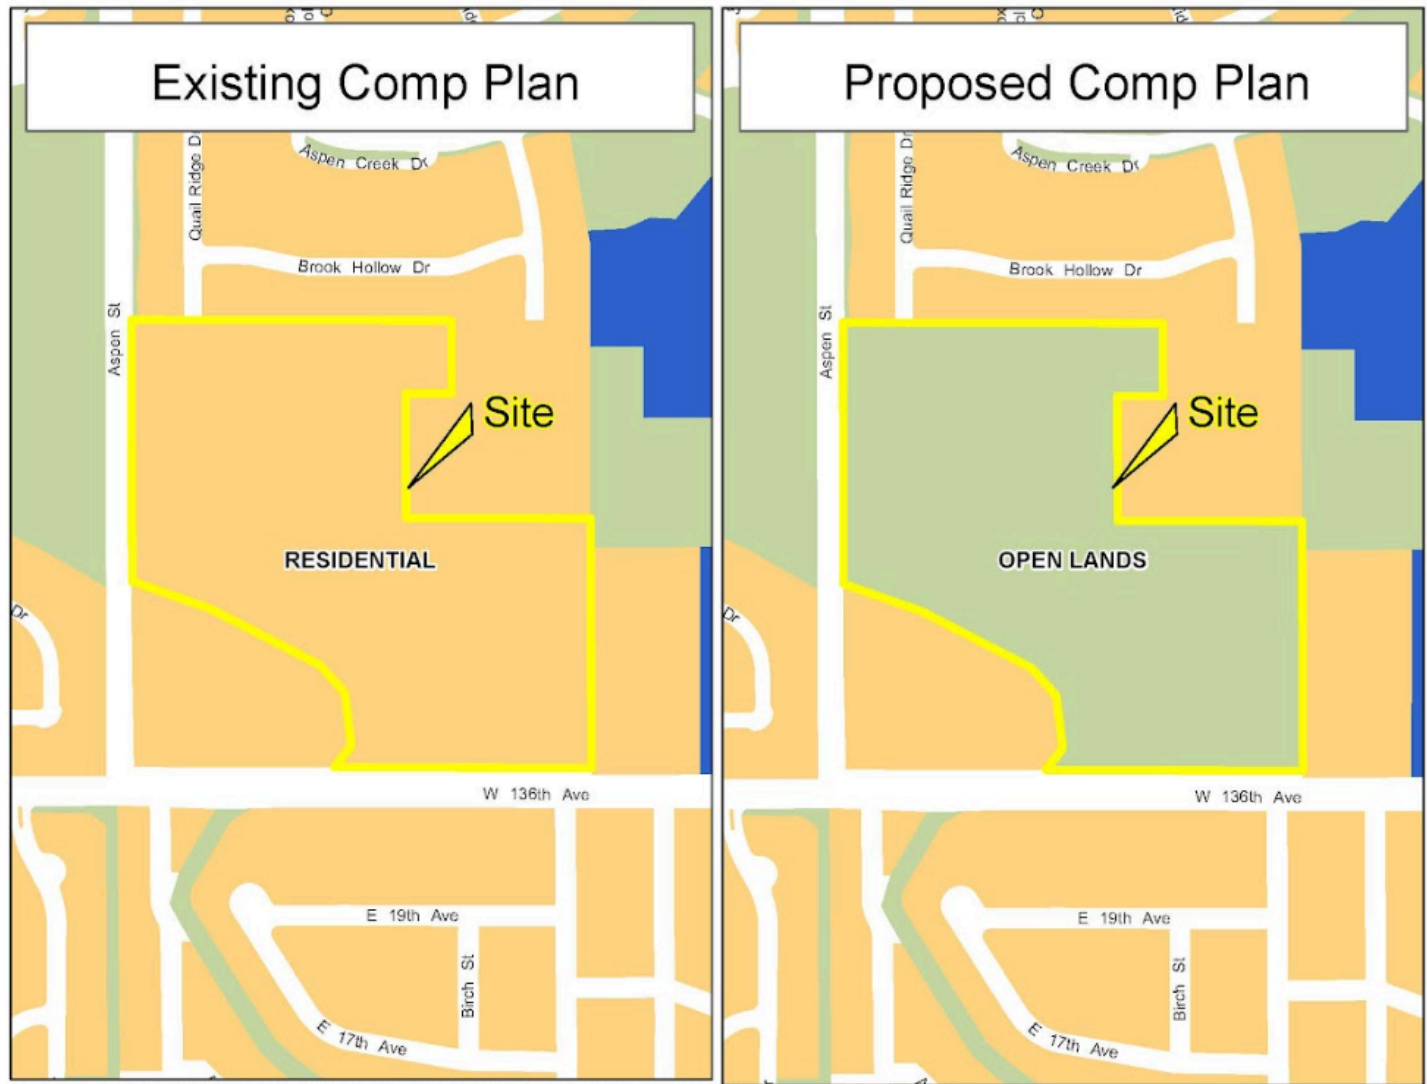 Existing Comp Plan
Aspen Creek Dr
Quail Ridge Dr
Brook Hollow Dr
Aspen St
Site
RESIDENTIAL
Dr
W 136th Ave
E 19th Ave
Birch St
E 17th Ave
Proposed Comp Plan
Aspen Creek Dr
Quail Ridge Dr
Brook Hollow Dr
Aspen St
Site
OPEN LANDS
Dr
W 136th Ave
E 19th Ave
Birch St
E 17th Ave